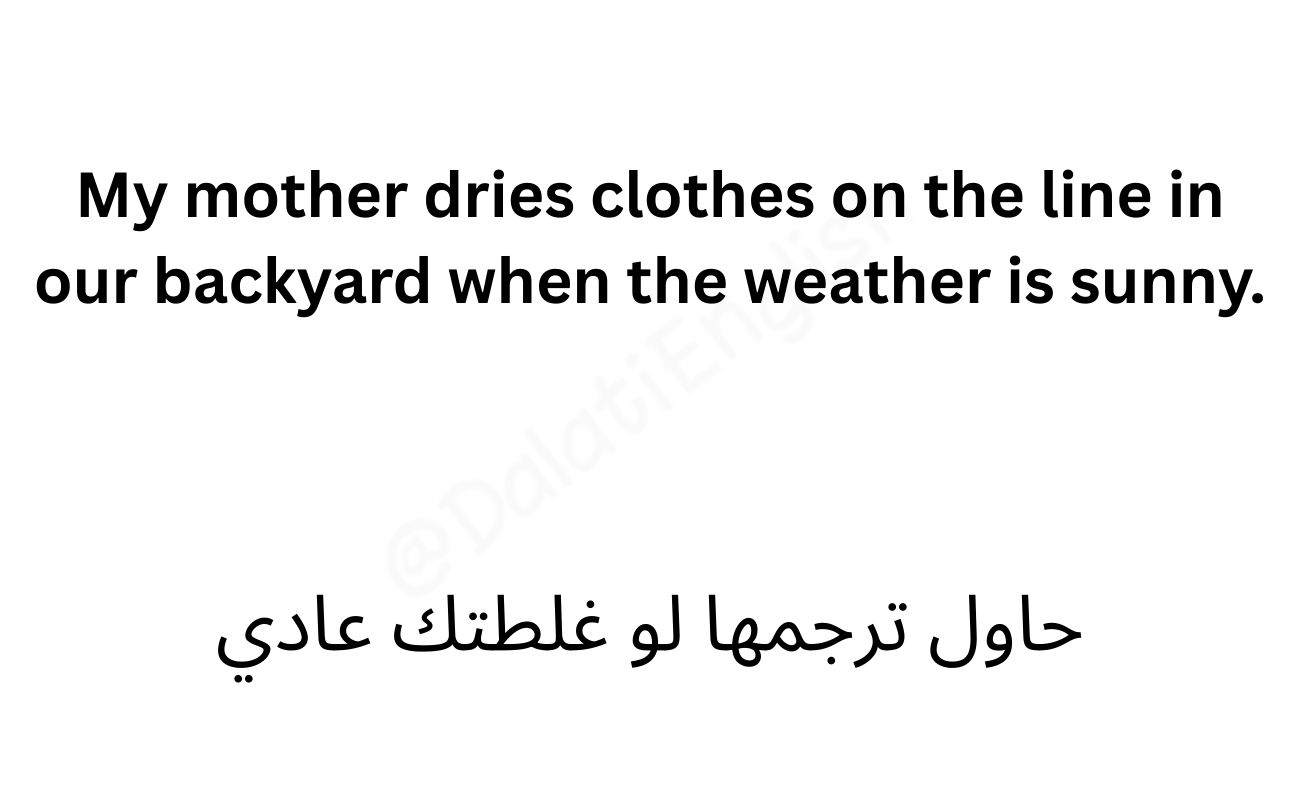 My mother dries clothes on the line in
our backyard when the weather is sunny.
@DalatiEnglish
حاول ترجمها لو غلطتك عادي